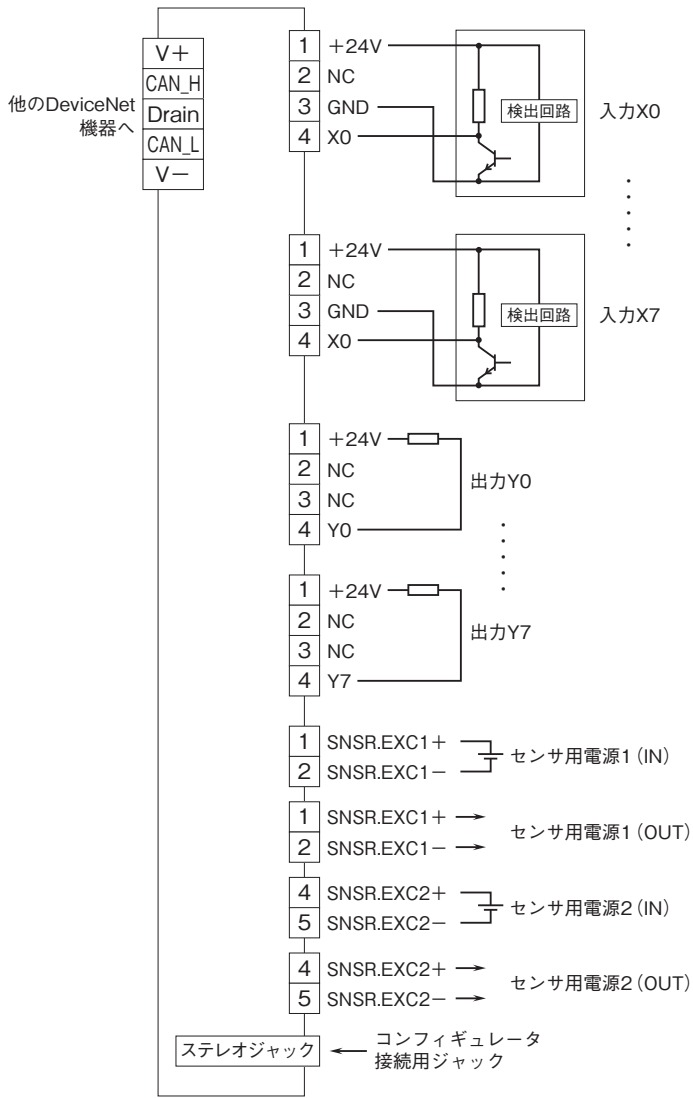 他のDeviceNet
機器へ
V+
CAN_H
Drain
CAN_L
V−
1 +24V
2 NC
3 GND
4 X0
検出回路
入力X0
1 +24V
2 NC
3 GND
4 X0
検出回路
入力X7
1 +24V
2 NC
3 NC
4 Y0
出力Y0
1 +24V
2 NC
3 NC
4 Y7
出力Y7
1 SNSR.EXC1+
2 SNSR.EXC1−
センサ用電源1(IN)
1 SNSR.EXC1+
2 SNSR.EXC1−
センサ用電源1(OUT)
4 SNSR.EXC2+
5 SNSR.EXC2−
センサ用電源2(IN)
4 SNSR.EXC2+
5 SNSR.EXC2−
センサ用電源2(OUT)
ステレオジャック
コンフィギュレータ
接続用ジャック